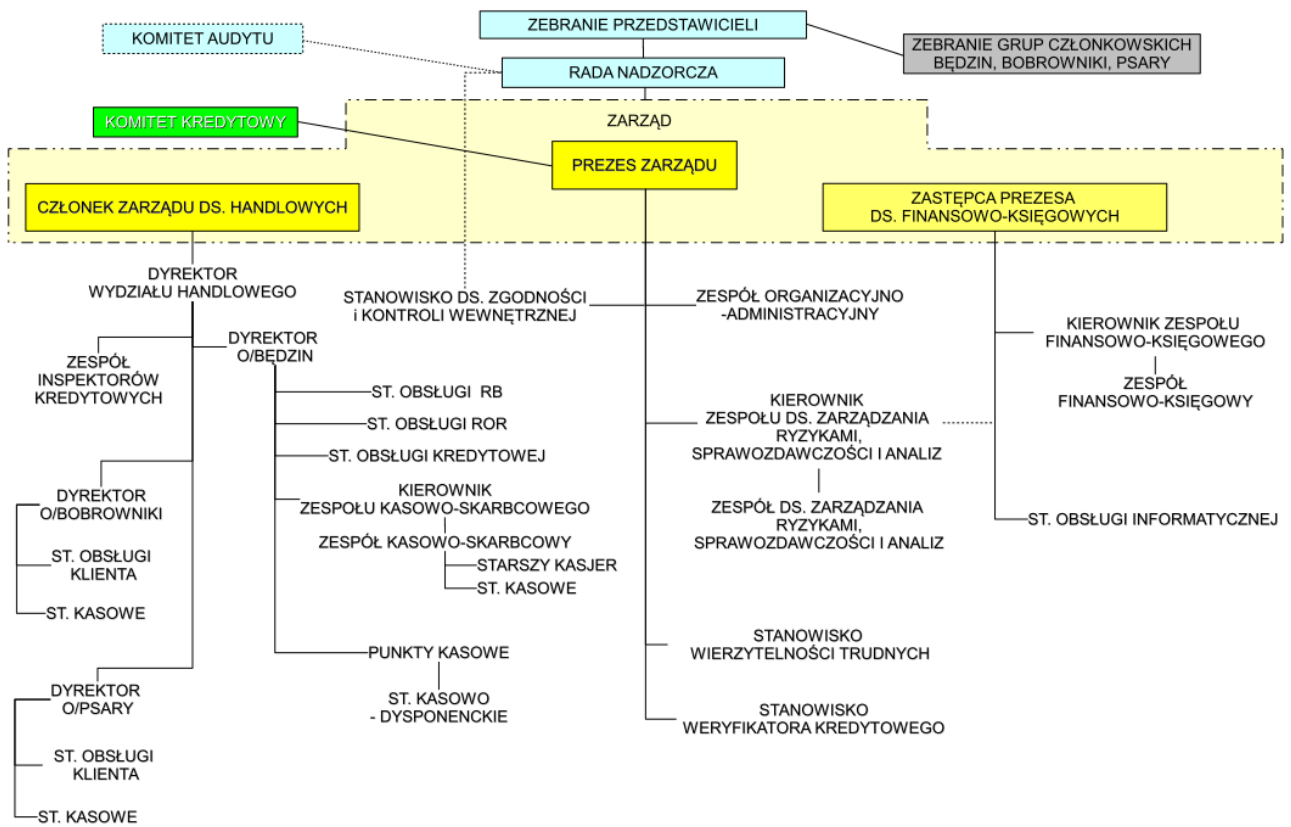 ZEBRANIE PRZEDSTAWICIELI
KOMITET AUDYTU
ZEBRANIE GRUP CZŁONKOWSKICH
BĘDZIN, BOBROWNIKI, PSARY
RADA NADZORCZA
KOMITET KREDYTOWY
ZARZĄD
PREZES ZARZĄDU
CZŁONEK ZARZĄDU DS. HANDLOWYCH
ZASTĘPCA PREZESA
DS. FINANSOWO-KSIĘGOWYCH
DYREKTOR
WYDZIAŁU HANDLOWEGO
STANOWISKO DS. ZGODNOŚCI
i KONTROLI WEWNĘTRZNEJ
ZESPÓŁ ORGANIZACYJNO
-ADMINISTRACYJNY
KIEROWNIK ZESPOŁU
FINANSOWO-KSIĘGOWEGO
ZESPÓŁ
FINANSOWO-KSIĘGOWY
DYREKTOR
O/BĘDZIN
ZESPÓŁ
INSPEKTORÓW
KREDYTOWYCH
ST. OBSŁUGI RB
ST. OBSŁUGI ROR
ST. OBSŁUGI KREDYTOWEJ
KIEROWNIK
ZESPOŁU DS. ZARZĄDZANIA
RYZYKAMI,
SPRAWOZDAWCZOŚCI I ANALIZ
KIEROWNIK
ZESPOŁU KASOWO-SKARBCOWEGO
ZESPÓŁ DS. ZARZĄDZANIA
RYZYKAMI,
SPRAWOZDAWCZOŚCI I ANALIZ
DYREKTOR
O/BOBROWNIKI
ST. OBSŁUGI INFORMATYCZNEJ
ZESPÓŁ KASOWO-SKARBCOWY
STARSZY KASJER
ST. KASOWE
ST. OBSŁUGI
KLIENTA
ST. KASOWE
STANOWISKO
WIERZYTELNOŚCI TRUDNYCH
PUNKTY KASOWE
ST. KASOWO
- DYSPONENCKIE
DYREKTOR
O/PSARY
STANOWISKO
WERYFIKATORA KREDYTOWEGO
ST. OBSŁUGI
KLIENTA
ST. KASOWE